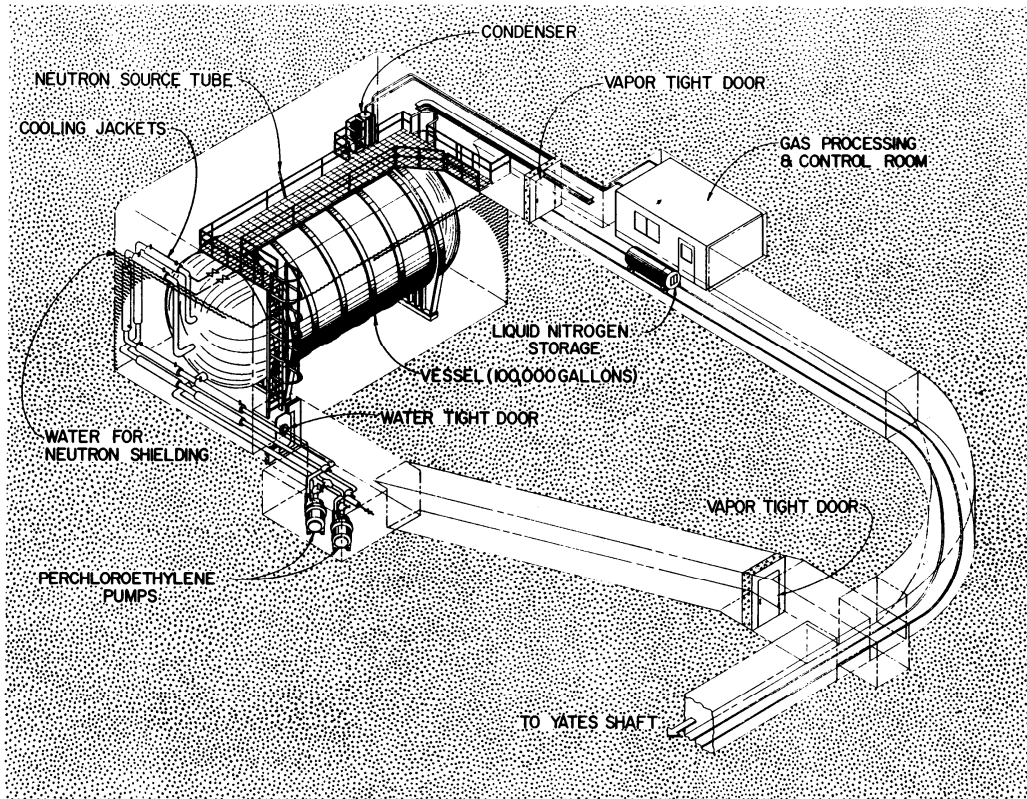 CONDENSER
NEUTRON SOURCE TUBE
VAPOR TIGHT DOOR
COOLING JACKETS
GAS PROCESSING
& CONTROL ROOM
LIQUID NITROGEN
STORAGE
VESSEL (100,000 GALLONS)
WATER TIGHT DOOR
WATER FOR
NEUTRON SHIELDING
VAPOR TIGHT DOOR
PERCHLOROETHYLENE
PUMPS
TO YATES SHAFT